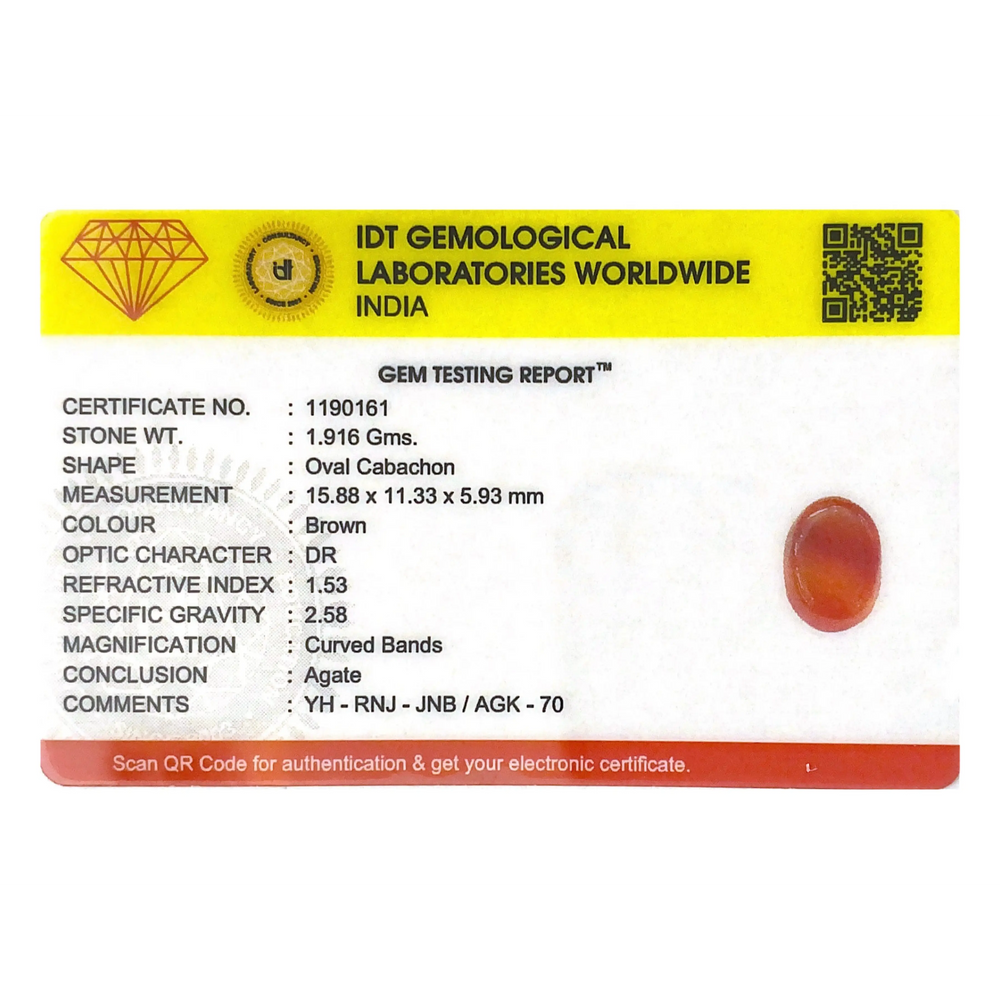 IDT GEMOLOGICAL
LABORATORIES WORLDWIDE
INDIA
GEM TESTING REPORT™
CERTIFICATE NO. : 1190161
STONE WT. : 1.916 Gms.
SHAPE : Oval Cabachon
MEASUREMENT : 15.88 x 11.33 x 5.93 mm
COLOUR : Brown
OPTIC CHARACTER : DR
REFRACTIVE INDEX : 1.53
SPECIFIC GRAVITY : 2.58
MAGNIFICATION : Curved Bands
CONCLUSION : Agate
COMMENTS : YH - RNJ - JNB / AGK - 70
Scan QR Code for authentication & get your electronic certificate.